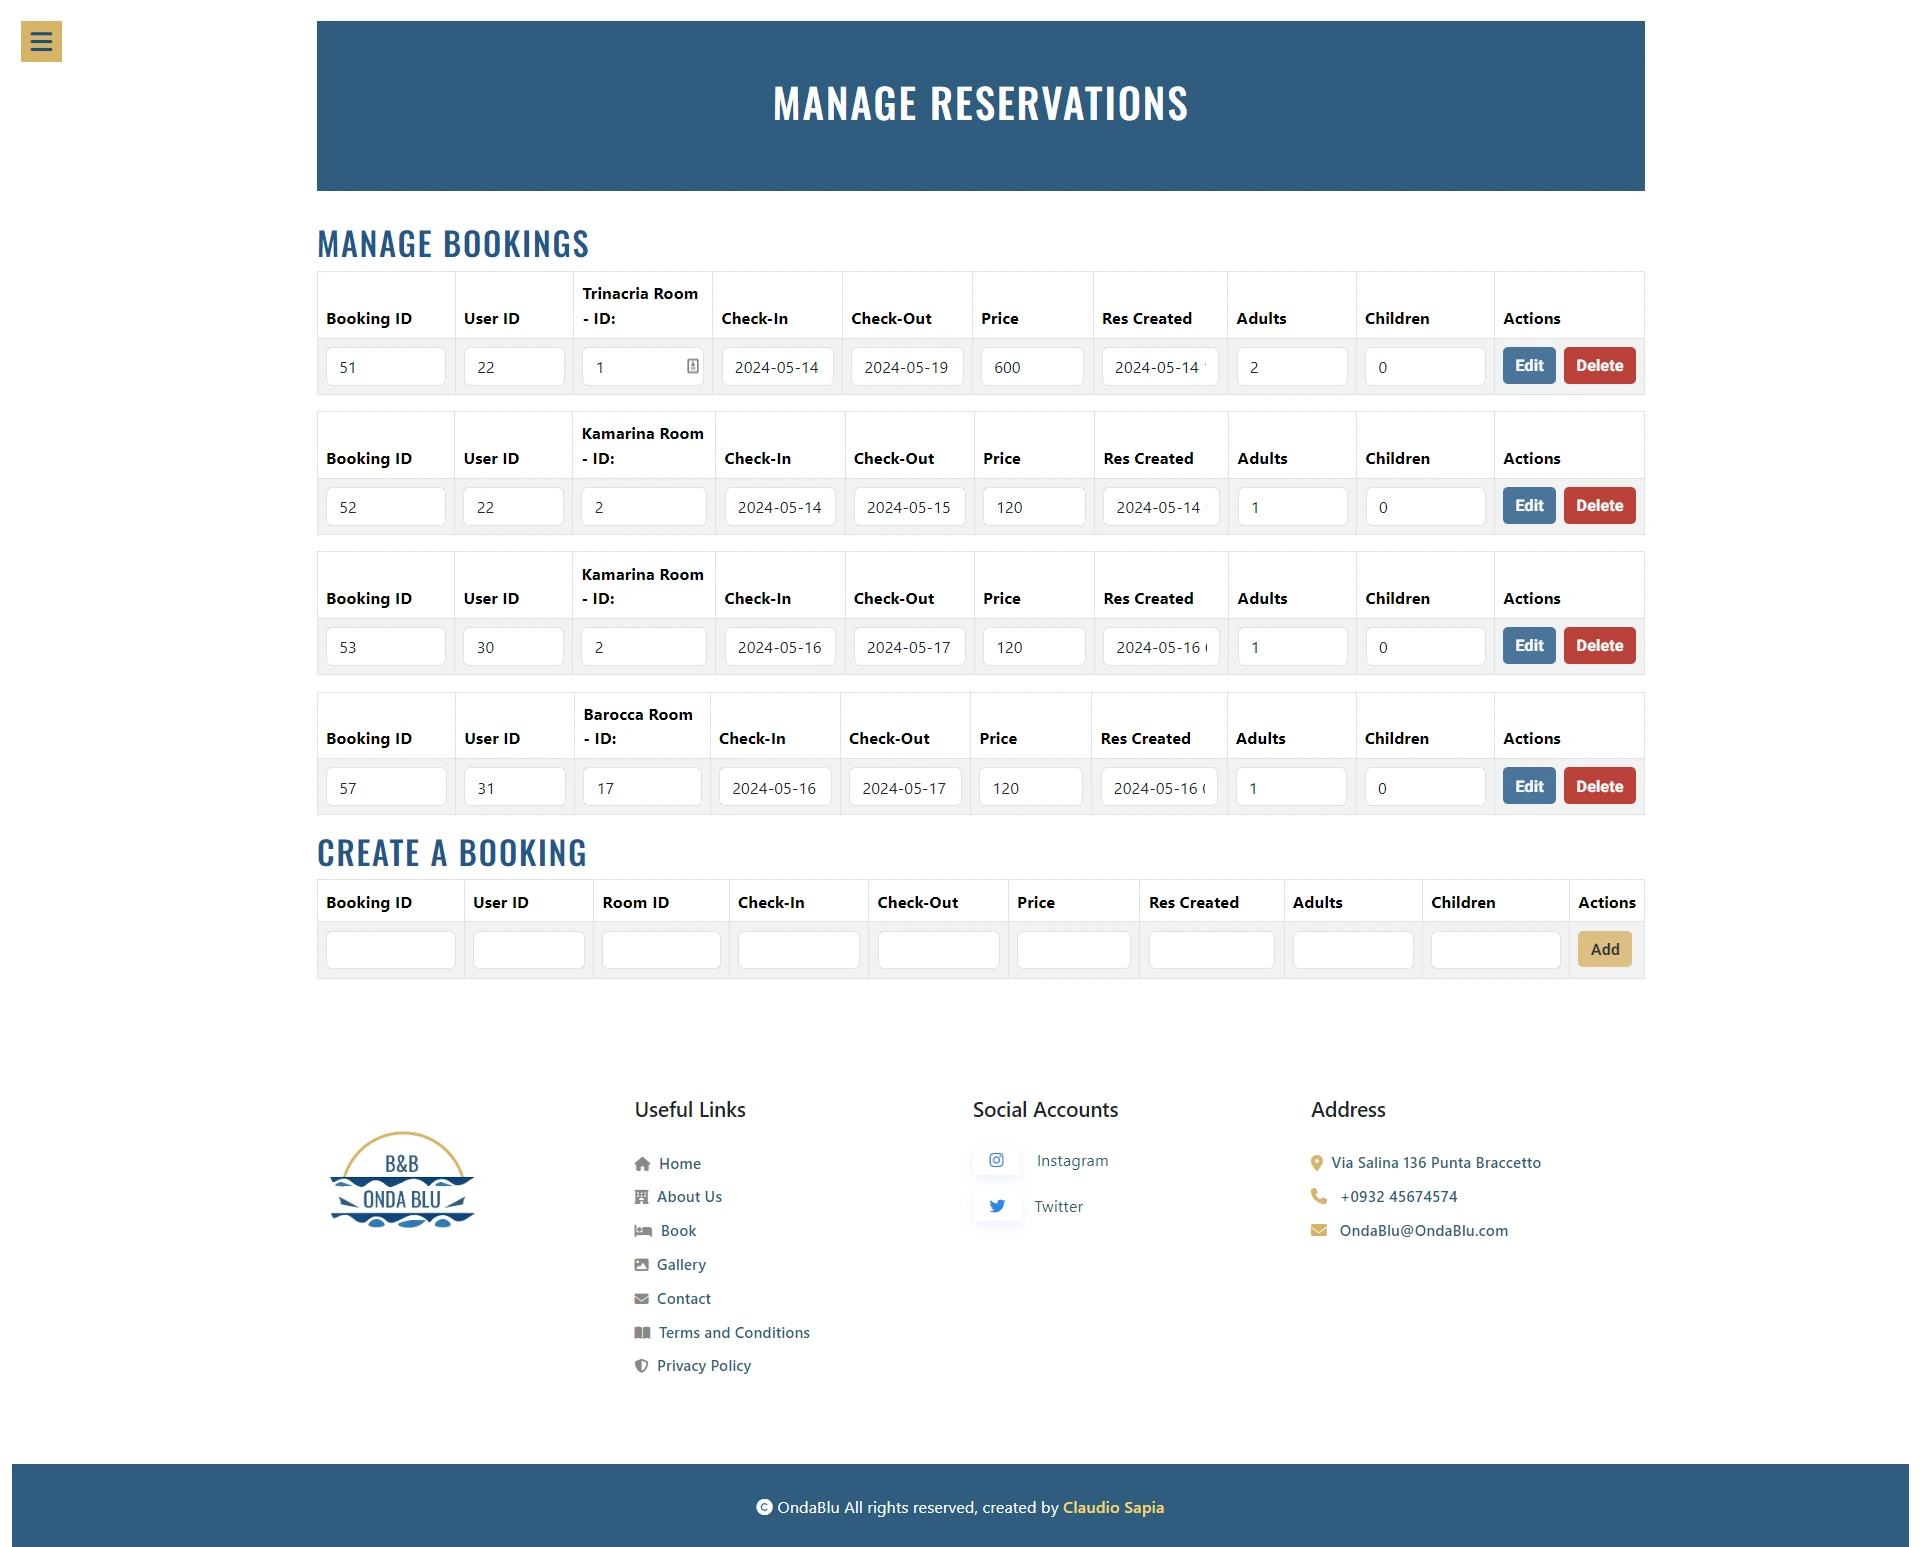 MANAGE RESERVATIONS
MANAGE BOOKINGS
Booking ID User ID Trinacria Room - ID: Check-In Check-Out Price Res Created Adults Children Actions
51 22 1 2024-05-14 2024-05-19 600 2024-05-14 2 0 Edit Delete
Booking ID User ID Kamarina Room - ID: Check-In Check-Out Price Res Created Adults Children Actions
52 22 2 2024-05-14 2024-05-15 120 2024-05-14 1 0 Edit Delete
Booking ID User ID Kamarina Room - ID: Check-In Check-Out Price Res Created Adults Children Actions
53 30 2 2024-05-16 2024-05-17 120 2024-05-16 1 0 Edit Delete
Booking ID User ID Barocca Room - ID: Check-In Check-Out Price Res Created Adults Children Actions
57 31 17 2024-05-16 2024-05-17 120 2024-05-16 1 0 Edit Delete
CREATE A BOOKING
Booking ID User ID Room ID Check-In Check-Out Price Res Created Adults Children Actions
Add
B&B
ONDA BLU
Useful Links
Home
About Us
Book
Gallery
Contact
Terms and Conditions
Privacy Policy
Social Accounts
Instagram
Twitter
Address
Via Salina 136 Punta Braccetto
+0932 45674574
OndaBlu@OndaBlu.com
© OndaBlu All rights reserved, created by Claudio Sapia